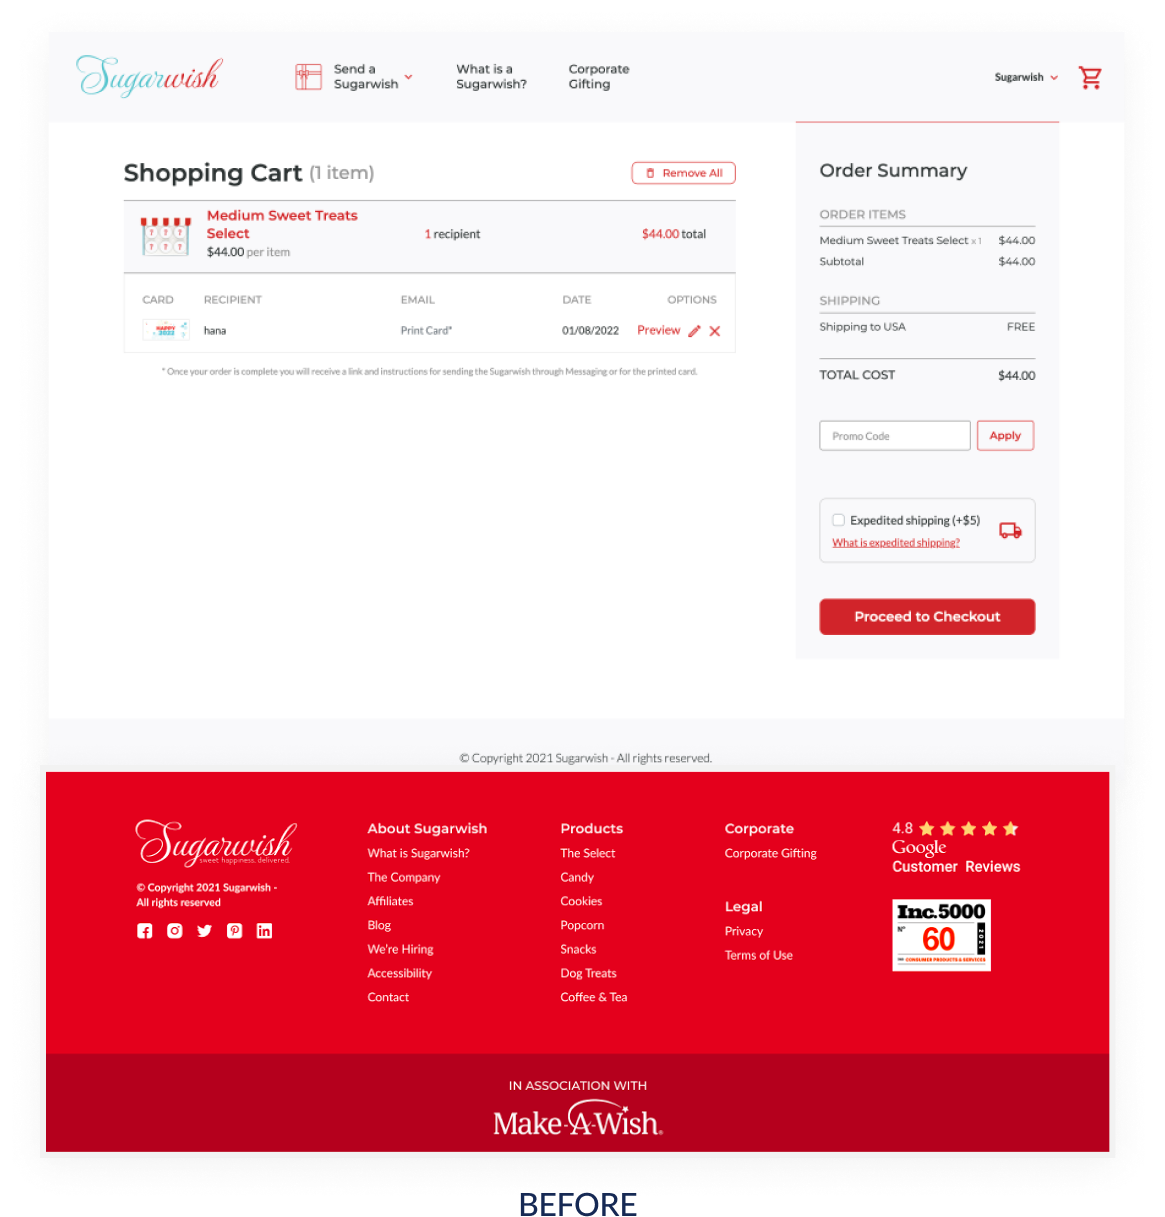 Sugarwish
Send a
Sugarwish
What is a
Sugarwish?
Corporate
Gifting
Sugarwish
Shopping Cart (1 item)
Remove All
Medium Sweet Treats
Select
$44.00 per item
1 recipient
$44.00 total
CARD RECIPIENT EMAIL DATE OPTIONS
HAPPY
2022
hana Print Card* 01/08/2022 Preview
* Once your order is complete you will receive a link and instructions for sending the Sugarwish through Messaging or for the printed card.
Order Summary
ORDER ITEMS
Medium Sweet Treats Select x 1 $44.00
Subtotal $44.00
SHIPPING
Shipping to USA FREE
TOTAL COST $44.00
Promo Code Apply
Expedited shipping (+$5)
What is expedited shipping?
Proceed to Checkout
© Copyright 2021 Sugarwish - All rights reserved.
Sugarwish
sweet happiness, delivered.
© Copyright 2021 Sugarwish -
All rights reserved
About Sugarwish
What is Sugarwish?
The Company
Affiliates
Blog
We're Hiring
Accessibility
Contact
Products
The Select
Candy
Cookies
Popcorn
Snacks
Dog Treats
Coffee & Tea
Corporate
Corporate Gifting
Legal
Privacy
Terms of Use
4.8
Google
Customer Reviews
Inc.5000
Nº 60 2021
CONSUMER PRODUCTS & SERVICES
IN ASSOCIATION WITH
Make-A-Wish®
BEFORE